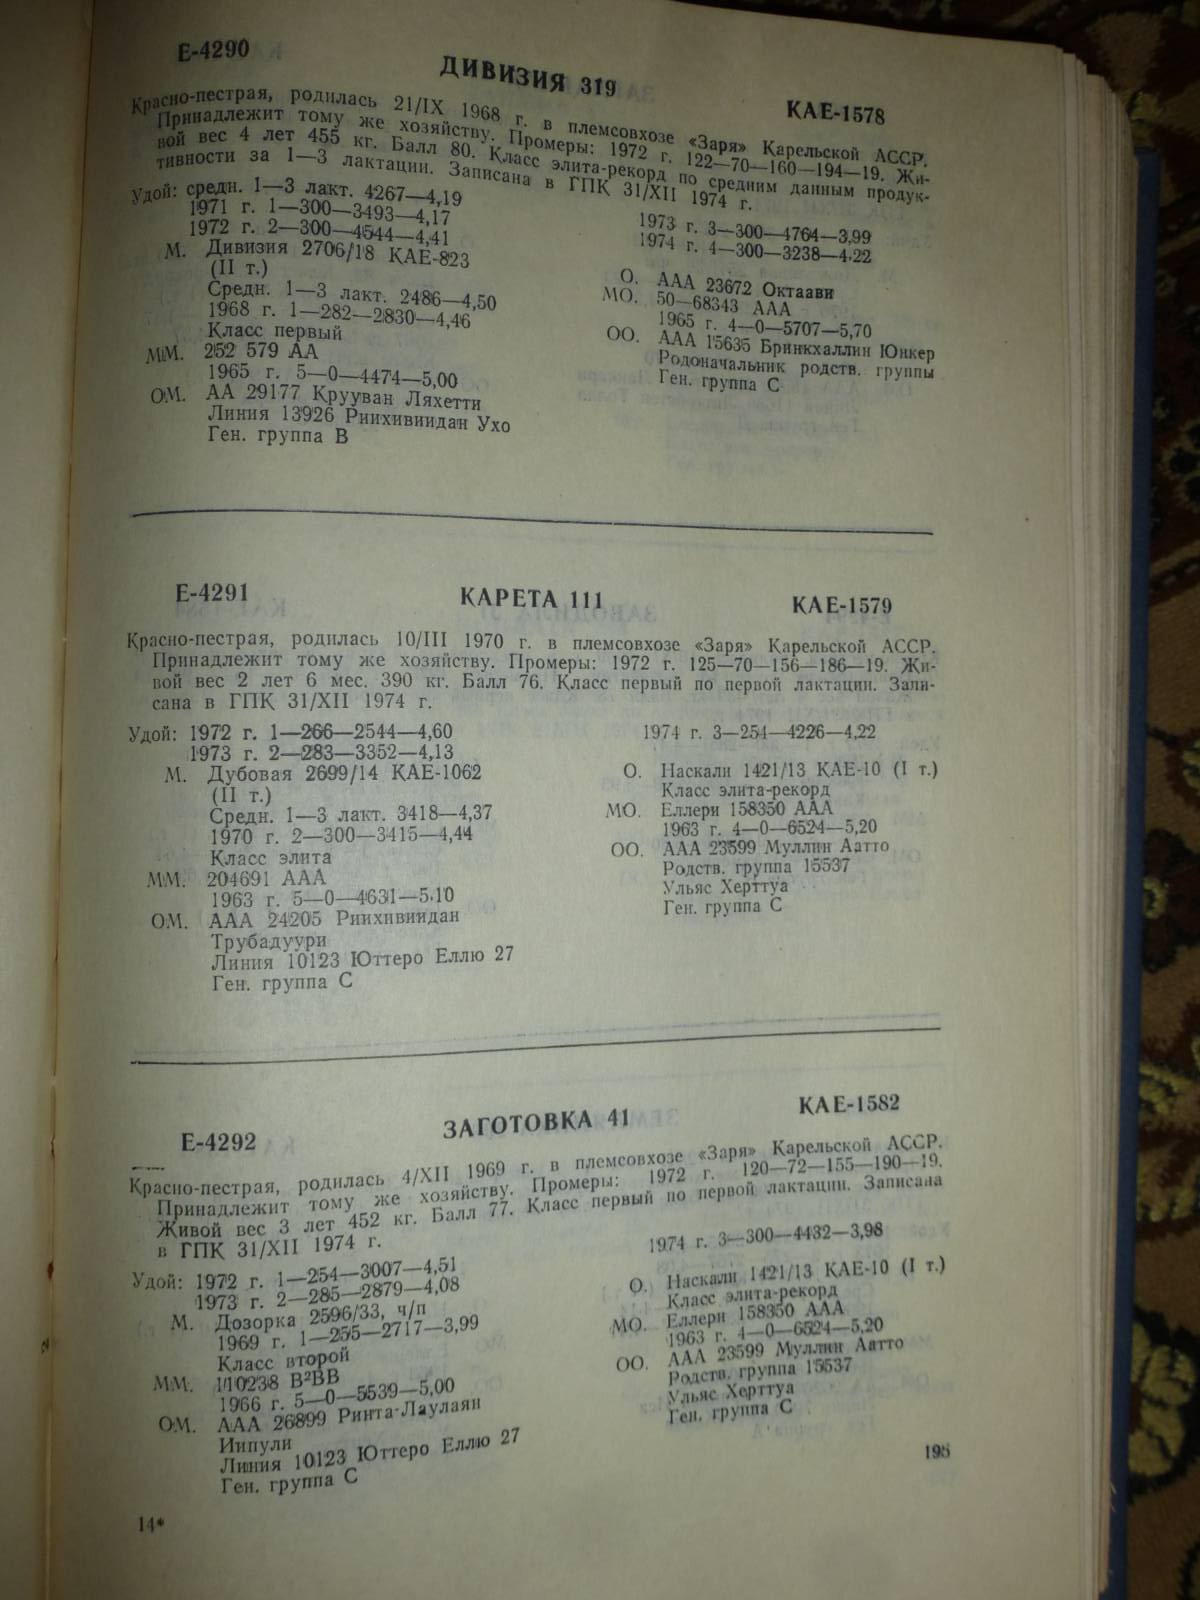 Е-4290
ДИВИЗИЯ 319
КАЕ-1578
Красно-пестрая, родилась 21/IX 1968 г. в племсовхозе «Заря» Карельской АССР.
Принадлежит тому же хозяйству. Промеры: 1972 г. 122—70—160—194—19. Жи-
вой вес 4 лет 455 кг. Балл 80. Класс элита-рекорд по средним данным продук-
тивности за 1—3 лактации. Записана в ГПК 31/XII 1974 г.
Удой: средн. 1—3 лакт. 4267—4,19
1971 г. 1—300—3493—4,17
1972 г. 2—300—4544—4,41
1973 г. 3—300—4764—3,99
1974 г. 4—300—3238—4,22
М. Дивизия 2706/18 КАЕ-823
(II т.)
Средн. 1—3 лакт. 2486—4,50
1968 г. 1—282—2830—4,46
Класс первый
ММ. 252 579 АА
1965 г. 5—0—4474—5,00
ОМ. АА 29177 Крууван Ляхетти
Линия 13926 Риихивиидан Ухо
Ген. группа В
О. ААА 23672 Октаави
МО. 50—68343 ААА
1965 г. 4—0—5707—5,70
ОО. ААА 15635 Бринкхаллин Юнкер
Родоначальник родств. группы
Ген. группа С
Е-4291
КАРЕТА 111
КАЕ-1579
Красно-пестрая, родилась 10/III 1970 г. в племсовхозе «Заря» Карельской АССР.
Принадлежит тому же хозяйству. Промеры: 1972 г. 125—70—156—186—19. Жи-
вой вес 2 лет 6 мес. 390 кг. Балл 76. Класс первый по первой лактации. Запи-
сана в ГПК 31/XII 1974 г.
Удой: 1972 г. 1—266—2544—4,60
1973 г. 2—283—3352—4,13
1974 г. 3—254—4226—4,22
М. Дубовая 2699/14 КАЕ-1062
(II т.)
Средн. 1—3 лакт. 3418—4,37
1970 г. 2—300—3415—4,44
Класс элита
ММ. 204691 ААА
1963 г. 5—0—4631—5,10
ОМ. ААА 24205 Риихивиидан
Трубадуури
Линия 10123 Юттеро Еллю 27
Ген. группа С
О. Наскали 1421/13 КАЕ-10 (I т.)
Класс элита-рекорд
МО. Еллери 158350 ААА
1963 г. 4—0—6524—5,20
ОО. ААА 23599 Муллин Аатто
Родств. группа 15537
Ульяс Херттуа
Ген. группа С
Е-4292
ЗАГОТОВКА 41
КАЕ-1582
Красно-пестрая, родилась 4/XII 1969 г. в племсовхозе «Заря» Карельской АССР.
Принадлежит тому же хозяйству. Промеры: 1972 г. 120—72—155—190—19.
Живой вес 3 лет 452 кг. Балл 77. Класс первый по первой лактации. Записана
в ГПК 31/XII 1974 г.
Удой: 1972 г. 1—254—3007—4,51
1973 г. 2—285—2879—4,08
1974 г. 3—300—4432—3,98
М. Дозорка 2596/33, ч/п
1969 г. 1—255—2717—3,99
Класс второй
ММ. 110238 В²ВВ
1966 г. 5—0—5539—5,00
ОМ. ААА 26899 Ринта-Лаулаян
Иипули
Линия 10123 Юттеро Еллю 27
Ген. группа С
О. Наскали 1421/13 КАЕ-10 (I т.)
Класс элита-рекорд
МО. Еллери 158350 ААА
1963 г. 4—0—6524—5,20
ОО. ААА 23599 Муллин Аатто
Родств. группа 15537
Ульяс Херттуа
Ген. группа С
195
14*